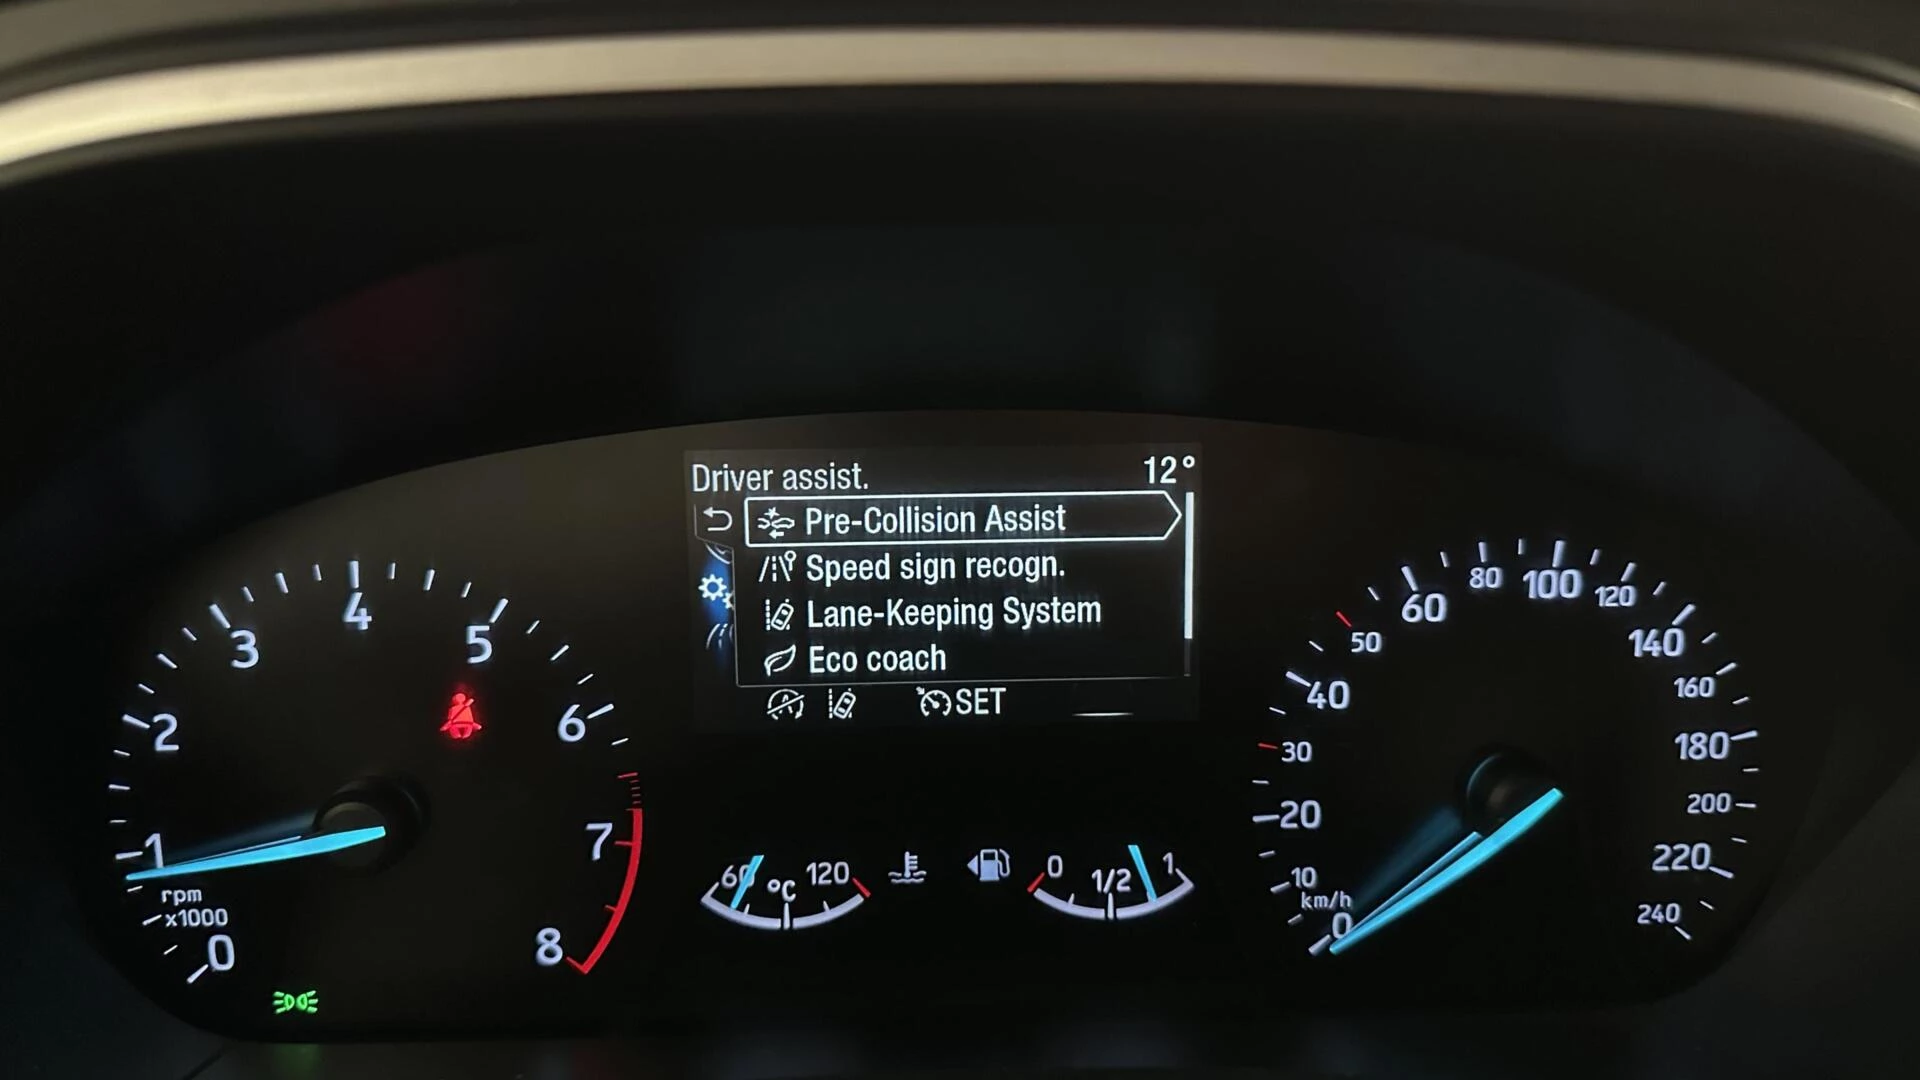 Driver assist. 12°
Pre-Collision Assist
Speed sign recogn.
Lane-Keeping System
Eco coach
SET
0
1
2
3
4
5
6
7
8
rpm
x1000
60 °C 120
0 1/2 1
0
10
20
30
40
50
60
80
100
120
140
160
180
200
220
240
km/h